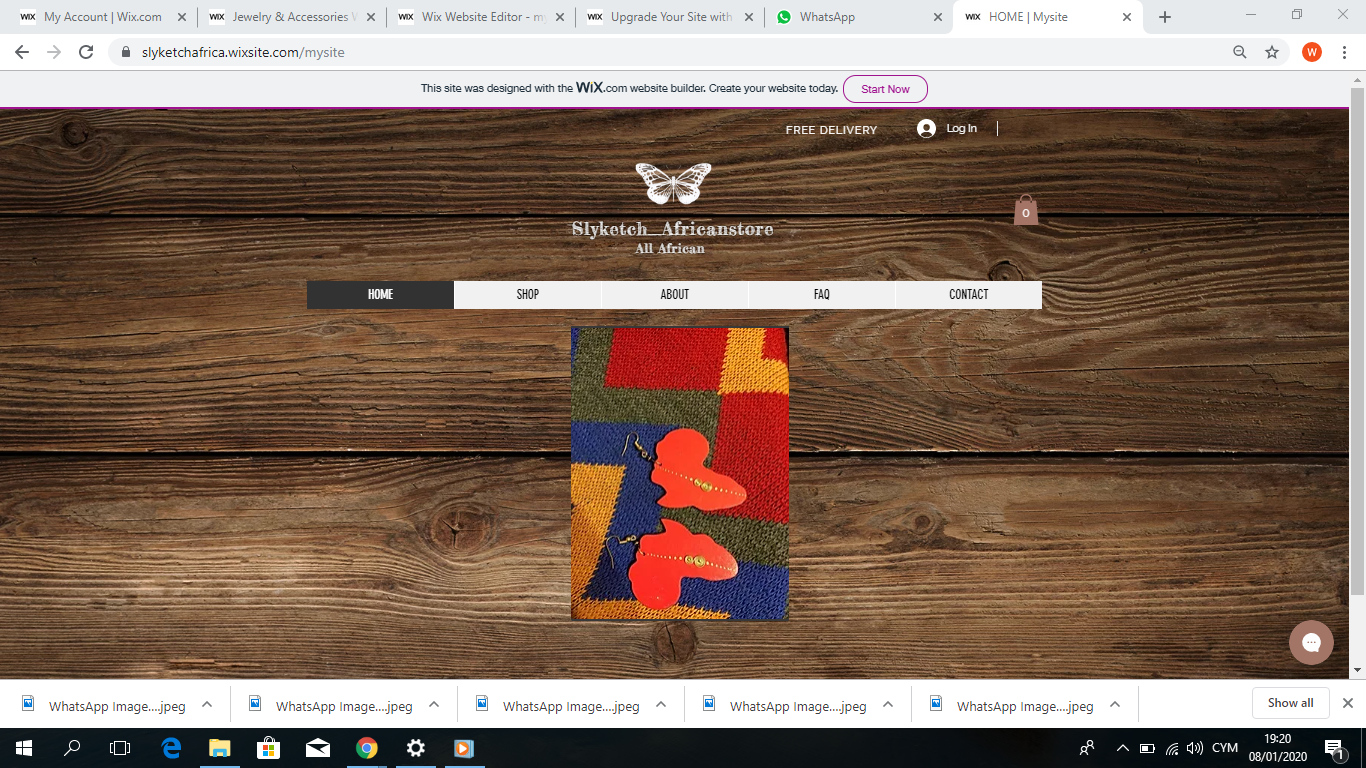 WiX My Account | Wix.com
WiX Jewelry & Accessories W
WiX Wix Website Editor - my
WiX Upgrade Your Site with
WhatsApp
WiX HOME | Mysite
slyketchafrica.wixsite.com/mysite
W
This site was designed with the WiX.com website builder. Create your website today. Start Now
FREE DELIVERY
Log In
0
Slyketch_Africanstore
All African
HOME SHOP ABOUT FAQ CONTACT
WhatsApp Image....jpeg
WhatsApp Image....jpeg
WhatsApp Image....jpeg
WhatsApp Image....jpeg
WhatsApp Image....jpeg
Show all
CYM
19:20
08/01/2020
1